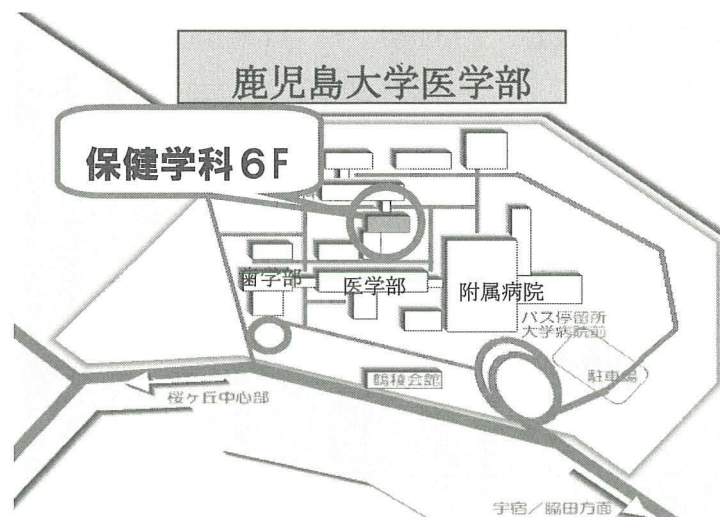 鹿児島大学医学部
保健学科6F
歯学部
医学部
附属病院
バス停留所
大学病院前
駐車場
鶴稜会館
桜ヶ丘中心部
宇宿/脇田方面